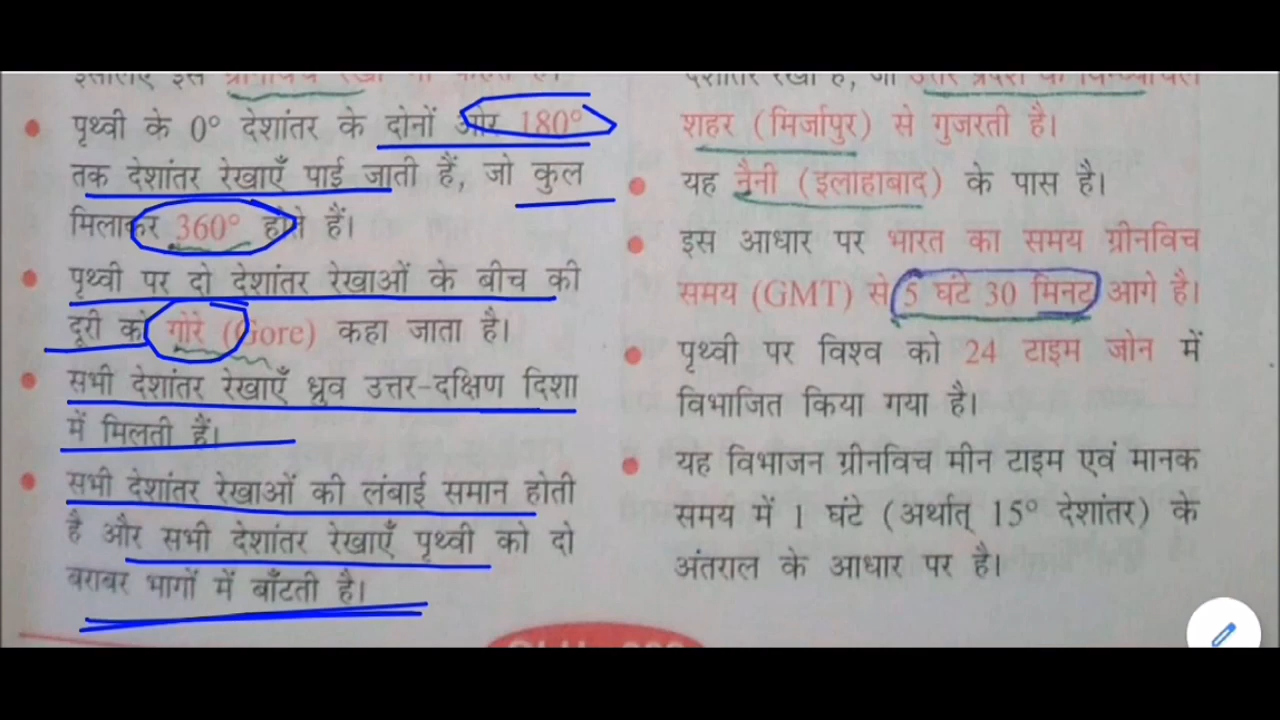 पृथ्वी के 0° देशांतर के दोनों और 180°
तक देशांतर रेखाएँ पाई जाती हैं, जो कुल
मिलाकर 360° होते हैं।
पृथ्वी पर दो देशांतर रेखाओं के बीच की
दूरी को गोरे (Gore) कहा जाता है।
सभी देशांतर रेखाएँ ध्रुव उत्तर-दक्षिण दिशा
में मिलती हैं।
सभी देशांतर रेखाओं की लंबाई समान होती
है और सभी देशांतर रेखाएँ पृथ्वी को दो
बराबर भागों में बाँटती है।
शहर (मिर्जापुर) से गुजरती है।
यह नैनी (इलाहाबाद) के पास है।
इस आधार पर भारत का समय ग्रीनविच
समय (GMT) से 5 घंटे 30 मिनट आगे है।
पृथ्वी पर विश्व को 24 टाइम जोन में
विभाजित किया गया है।
यह विभाजन ग्रीनविच मीन टाइम एवं मानक
समय में 1 घंटे (अर्थात् 15° देशांतर) के
अंतराल के आधार पर है।